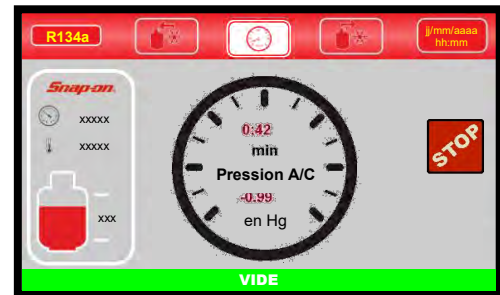 R134a
jj/mm/aaaa
hh:mm
Snap-on
xxxxx
xxxxx
xxx
0:42
min
Pression A/C
-0.99
en Hg
STOP
VIDE